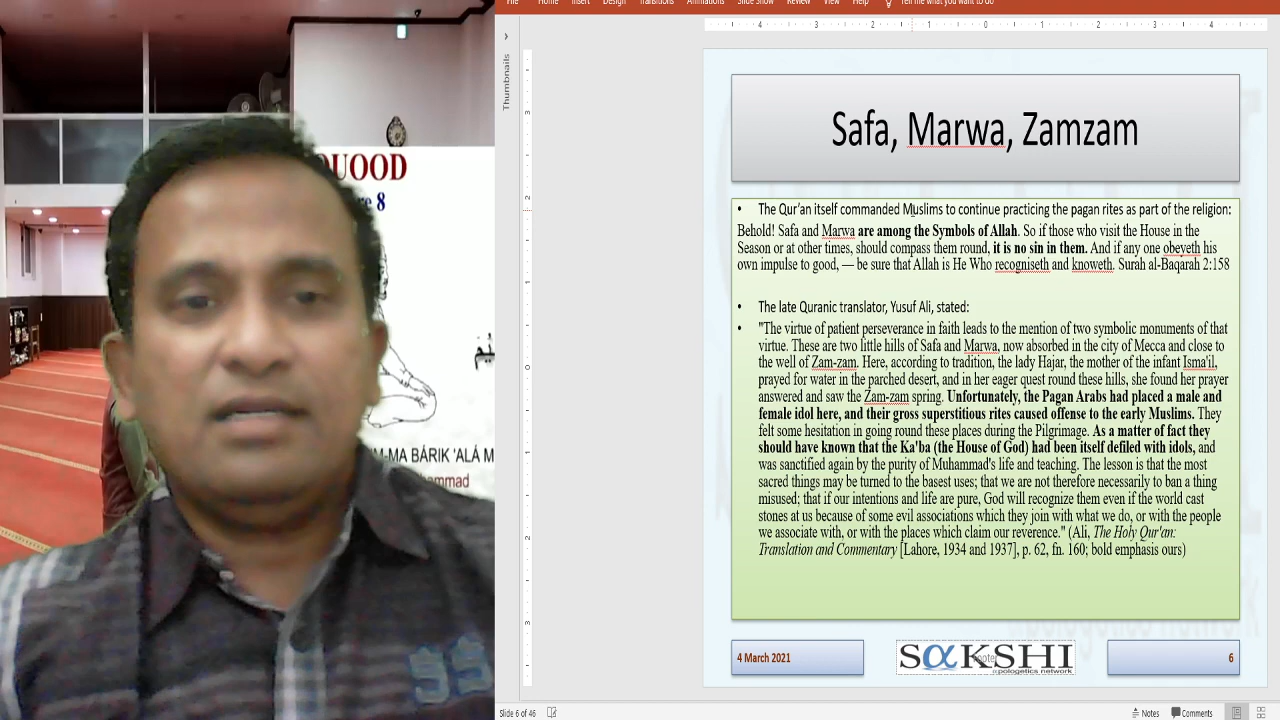 File Home Insert Design Transitions Animations Slide Show Review View Help Tell me what you want to do
Thumbnails
UOOD
8
M-MA BÁRIK 'ALÁ M
Safa, Marwa, Zamzam
• The Qur'an itself commanded Muslims to continue practicing the pagan rites as part of the religion:
Behold! Safa and Marwa are among the Symbols of Allah. So if those who visit the House in the
Season or at other times, should compass them round, it is no sin in them. And if any one obeyeth his
own impulse to good, — be sure that Allah is He Who recogniseth and knoweth. Surah al-Baqarah 2:158
• The late Quranic translator, Yusuf Ali, stated:
• "The virtue of patient perseverance in faith leads to the mention of two symbolic monuments of that
virtue. These are two little hills of Safa and Marwa, now absorbed in the city of Mecca and close to
the well of Zam-zam. Here, according to tradition, the lady Hajar, the mother of the infant Isma'il,
prayed for water in the parched desert, and in her eager quest round these hills, she found her prayer
answered and saw the Zam-zam spring. Unfortunately, the Pagan Arabs had placed a male and
female idol here, and their gross superstitious rites caused offense to the early Muslims. They
felt some hesitation in going round these places during the Pilgrimage. As a matter of fact they
should have known that the Ka'ba (the House of God) had been itself defiled with idols, and
was sanctified again by the purity of Muhammad's life and teaching. The lesson is that the most
sacred things may be turned to the basest uses; that we are not therefore necessarily to ban a thing
misused; that if our intentions and life are pure, God will recognize them even if the world cast
stones at us because of some evil associations which they join with what we do, or with the people
we associate with, or with the places which claim our reverence." (Ali, The Holy Qur'an:
Translation and Commentary [Lahore, 1934 and 1937], p. 62, fn. 160; bold emphasis ours)
4 March 2021
SαKSHI
apologetics network
6
Slide 6 of 46
Notes Comments